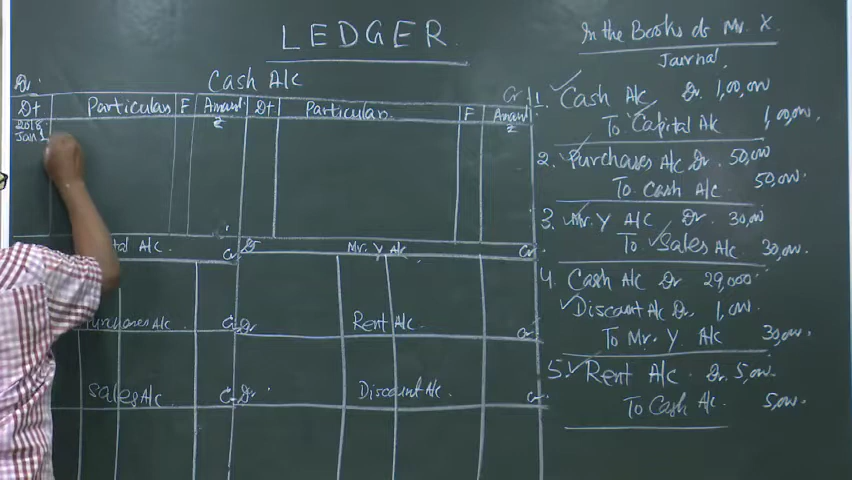 LEDGER
Dr. Cash A/c Cr
Dt Particulars F Amount Dt Particulars F Amount
₹ ₹
2018
Jan 1
tal A/c. Cr Dr Mr. Y A/c Cr
Purchases A/c Cr Dr Rent A/c. Cr
Sales A/c Cr Dr. Discount A/c. Cr.
In the Books of Mr. X.
Journal.
1. Cash A/c Dr 1,00,000
To Capital A/c 1,00,000.
2. Purchases A/c Dr. 50,000
To Cash A/c. 50,000.
3. Mr. Y A/c Dr. 30,000
To Sales A/c 30,000.
4. Cash A/c Dr 29,000.
Discount A/c Dr. 1,000.
To Mr. Y A/c 30,000
5. Rent A/c. Dr. 5,000.
To Cash A/c 5,000.